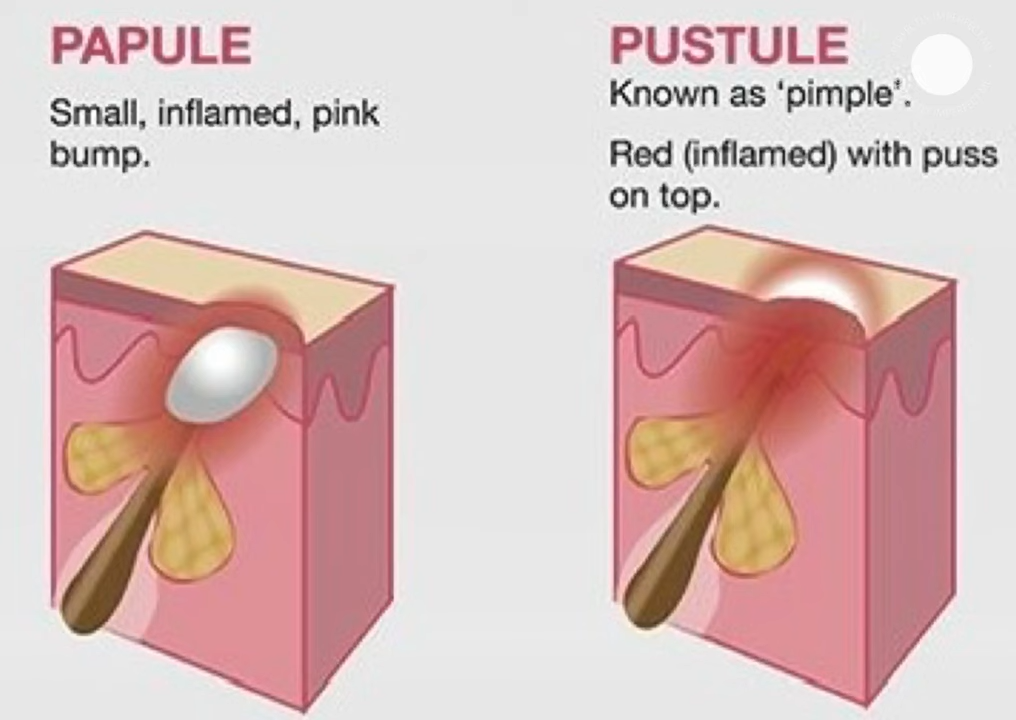 PAPULE
Small, inflamed, pink
bump.
PUSTULE
Known as ‘pimple’.
Red (inflamed) with puss
on top.